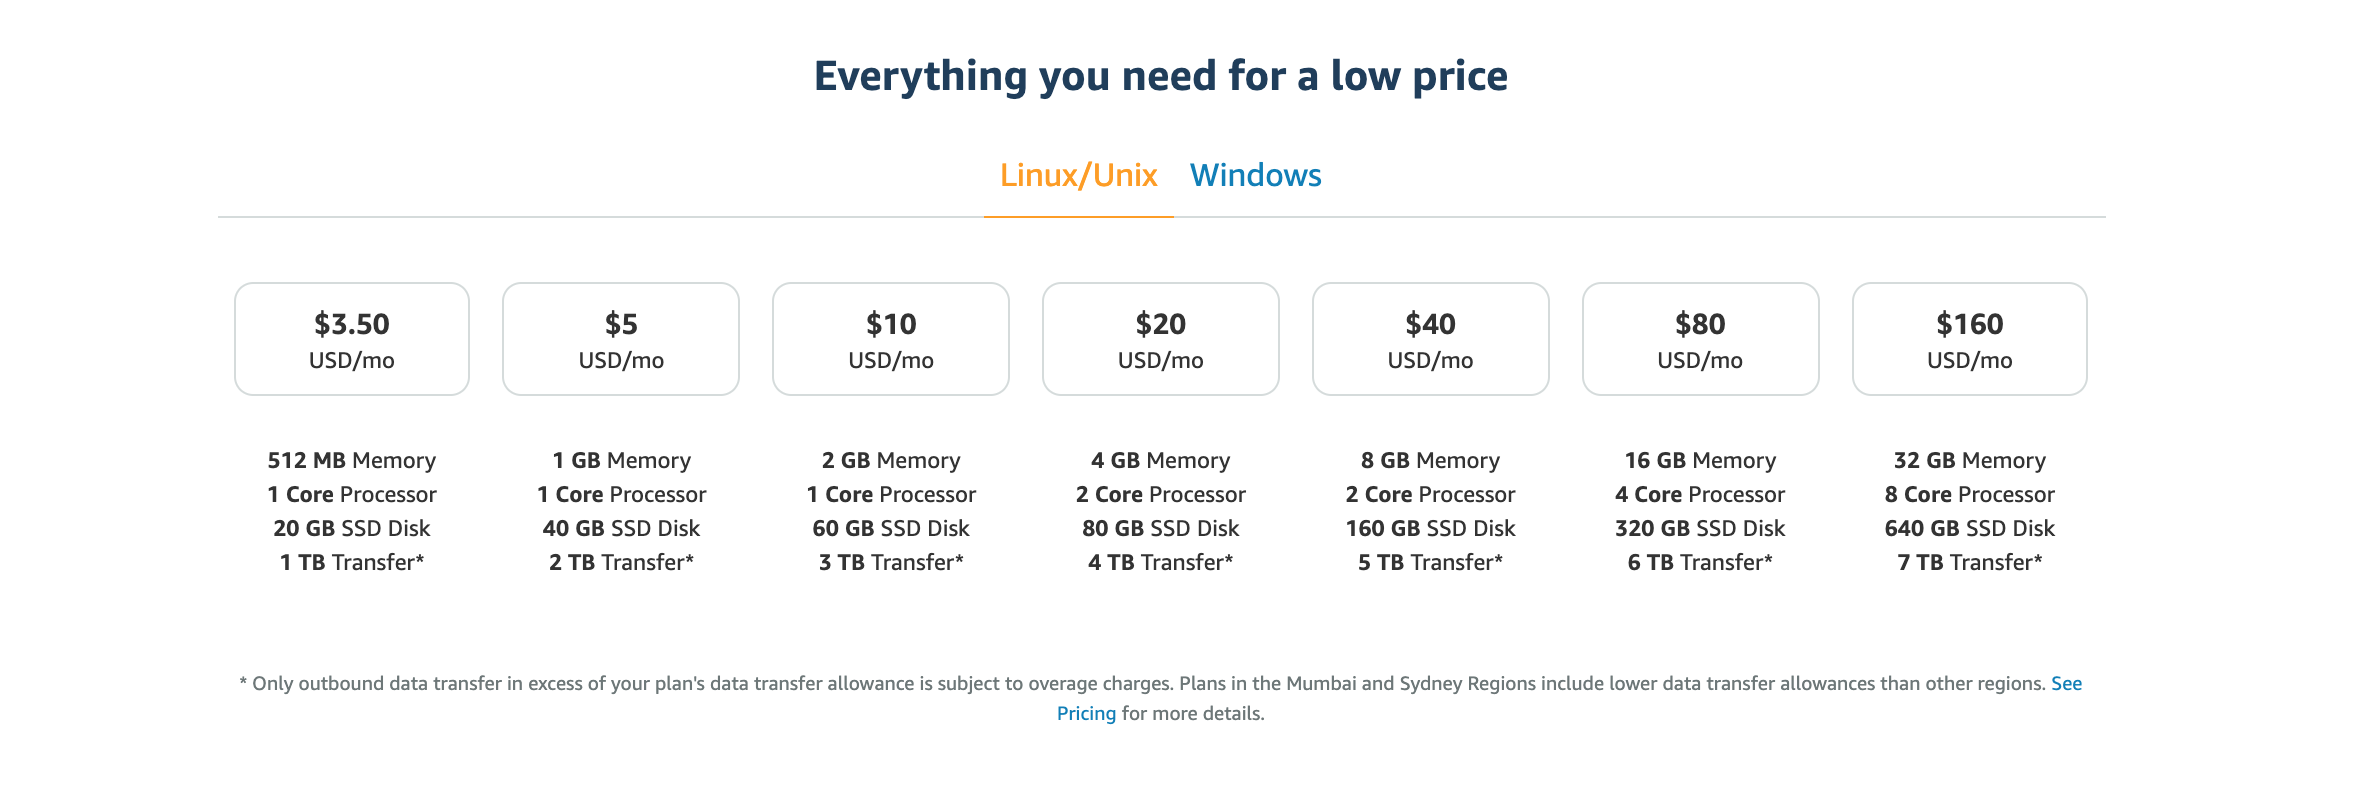 Everything you need for a low price
Linux/Unix Windows
$3.50 $5 $10 $20 $40 $80 $160
USD/mo USD/mo USD/mo USD/mo USD/mo USD/mo USD/mo
512 MB Memory 1 GB Memory 2 GB Memory 4 GB Memory 8 GB Memory 16 GB Memory 32 GB Memory
1 Core Processor 1 Core Processor 1 Core Processor 2 Core Processor 2 Core Processor 4 Core Processor 8 Core Processor
20 GB SSD Disk 40 GB SSD Disk 60 GB SSD Disk 80 GB SSD Disk 160 GB SSD Disk 320 GB SSD Disk 640 GB SSD Disk
1 TB Transfer* 2 TB Transfer* 3 TB Transfer* 4 TB Transfer* 5 TB Transfer* 6 TB Transfer* 7 TB Transfer*
* Only outbound data transfer in excess of your plan's data transfer allowance is subject to overage charges. Plans in the Mumbai and Sydney Regions include lower data transfer allowances than other regions. See
Pricing for more details.